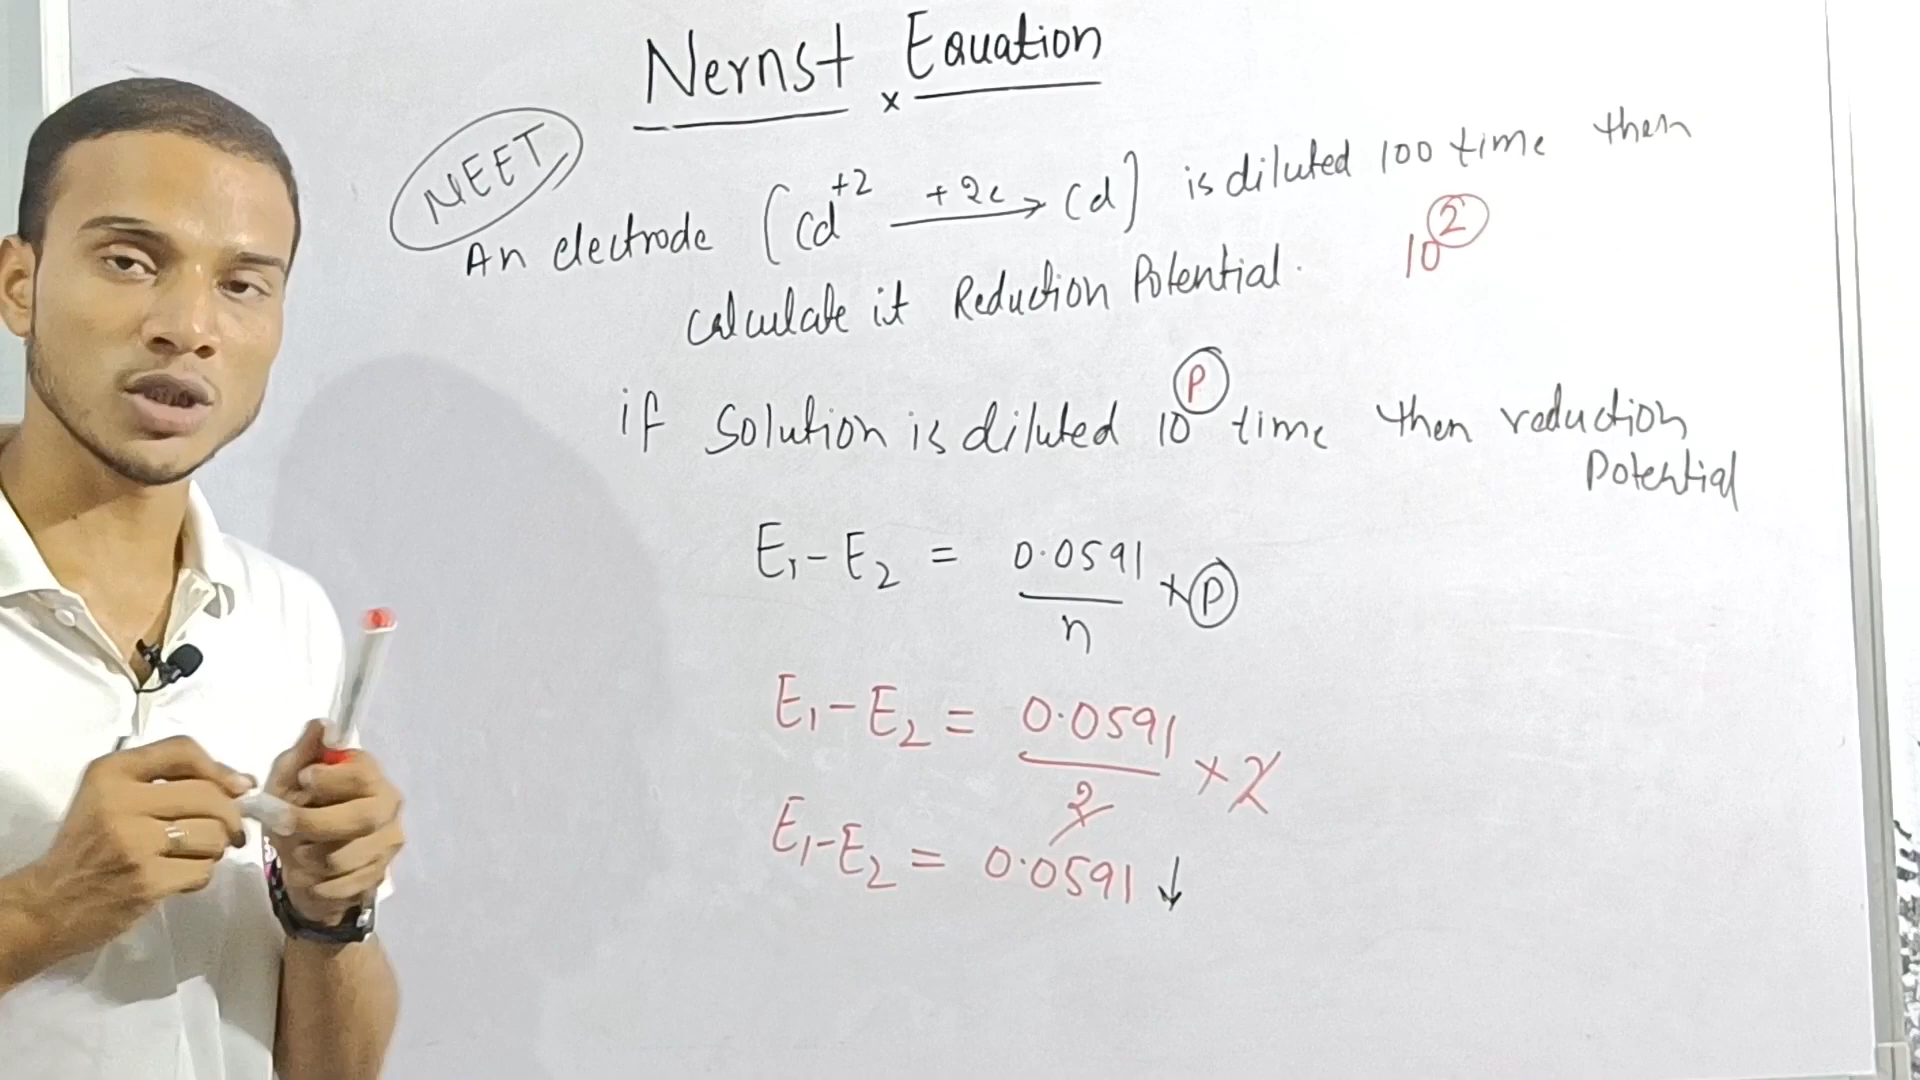 Nernst Equation
x
NEET
An electrode [Cd+2 +2e → Cd] is diluted 100 time then
calculate it Reduction Potential.
10²
if Solution is diluted 10^P time then reduction
Potential
E₁-E₂ = 0.0591/n ×P
E₁-E₂ = 0.0591/2 ×2
E₁-E₂ = 0.0591↓